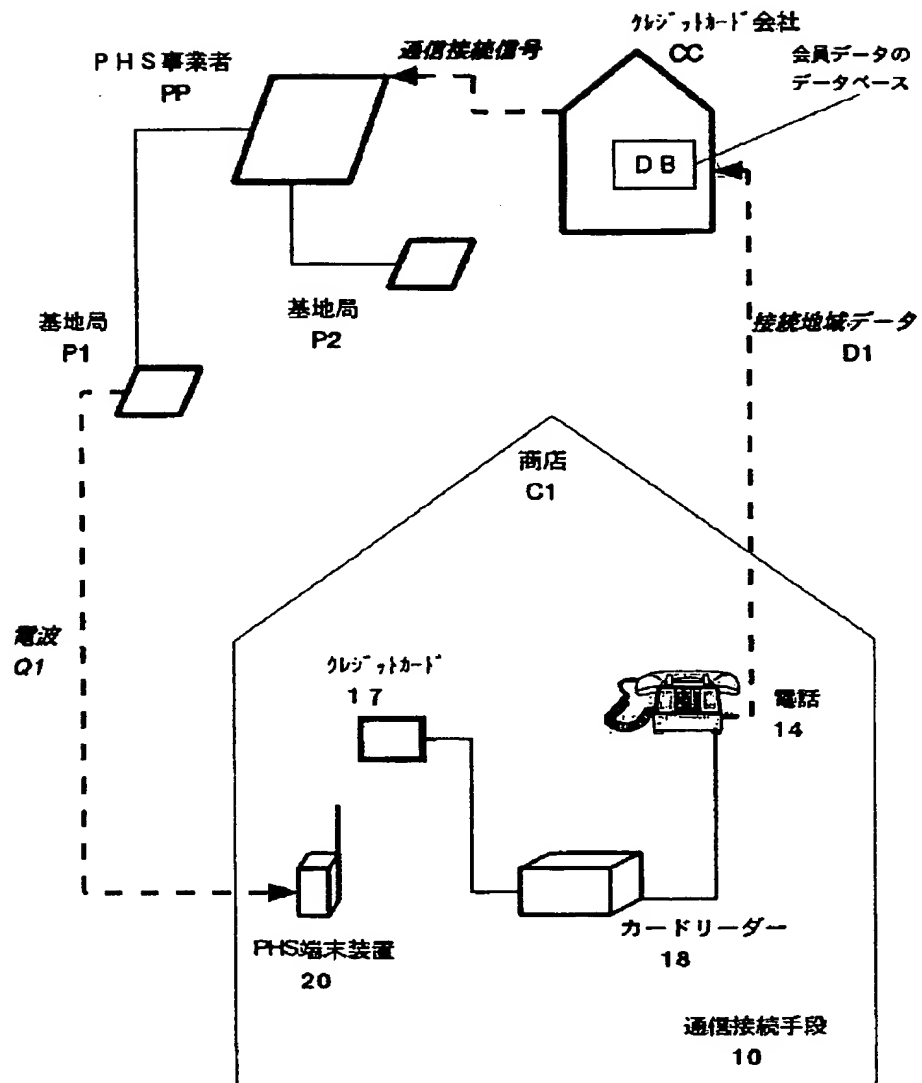 クレジットカード会社
CC
通信接続信号
会員データの
データベース
PHS事業者
PP
DB
基地局
P1
基地局
P2
接続地域データ
D1
商店
C1
電波
Q1
クレジットカード
17
電話
14
カードリーダー
18
PHS端末装置
20
通信接続手段
10